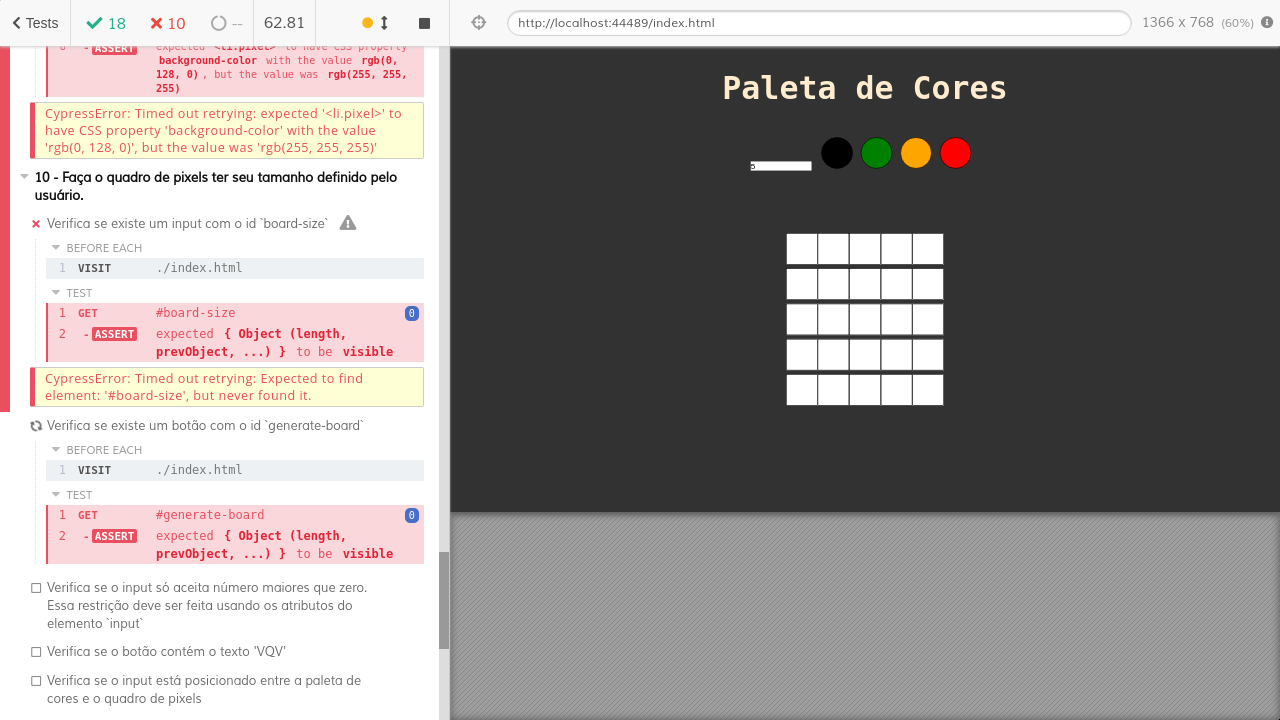 Tests
18
10
--
62.81
http://localhost:44489/index.html
1366 x 768 (60%)
- ASSERT expected <li.pixel> to have CSS property
background-color with the value rgb(0,
128, 0) , but the value was rgb(255, 255,
255)
CypressError: Timed out retrying: expected '<li.pixel>' to
have CSS property 'background-color' with the value
'rgb(0, 128, 0)', but the value was 'rgb(255, 255, 255)'
10 - Faça o quadro de pixels ter seu tamanho definido pelo
usuário.
Verifica se existe um input com o id `board-size`
BEFORE EACH
1 VISIT ./index.html
TEST
1 GET #board-size 0
2 - ASSERT expected { Object (length,
prevObject, ...) } to be visible
CypressError: Timed out retrying: Expected to find
element: '#board-size', but never found it.
Verifica se existe um botão com o id `generate-board`
BEFORE EACH
1 VISIT ./index.html
TEST
1 GET #generate-board 0
2 - ASSERT expected { Object (length,
prevObject, ...) } to be visible
Verifica se o input só aceita número maiores que zero.
Essa restrição deve ser feita usando os atributos do
elemento `input`
Verifica se o botão contém o texto 'VQV'
Verifica se o input está posicionado entre a paleta de
cores e o quadro de pixels
Paleta de Cores